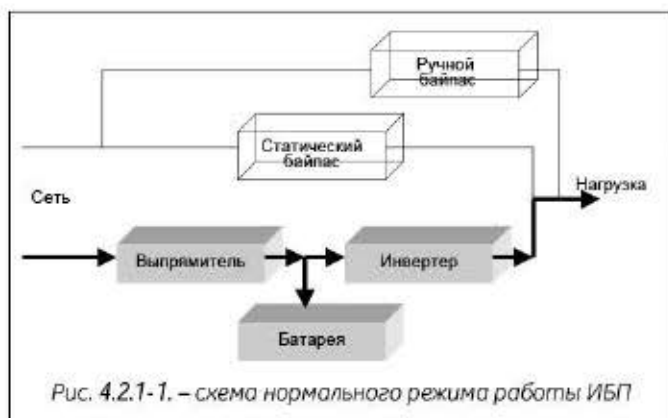 Ручной
байпас
Статический
байпас
Сеть
Нагрузка
Выпрямитель
Инвертер
Батарея
Рис. 4.2.1-1. – схема нормального режима работы ИБП